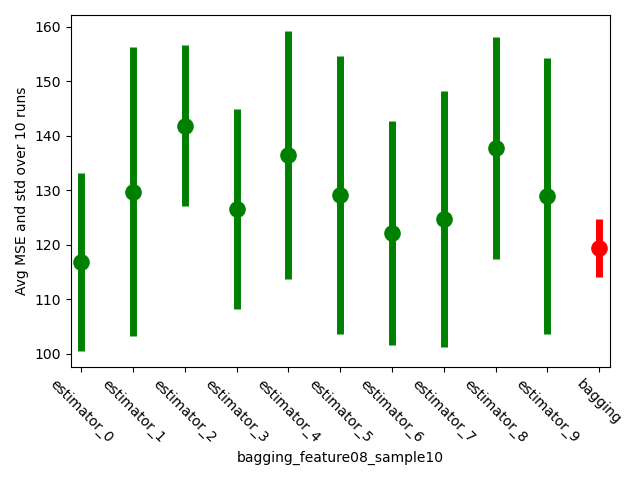 160
150
140
130
120
110
100
Avg MSE and std over 10 runs
estimator_0
estimator_1
estimator_2
estimator_3
estimator_4
estimator_5
estimator_6
estimator_7
estimator_8
estimator_9
bagging
bagging_feature08_sample10